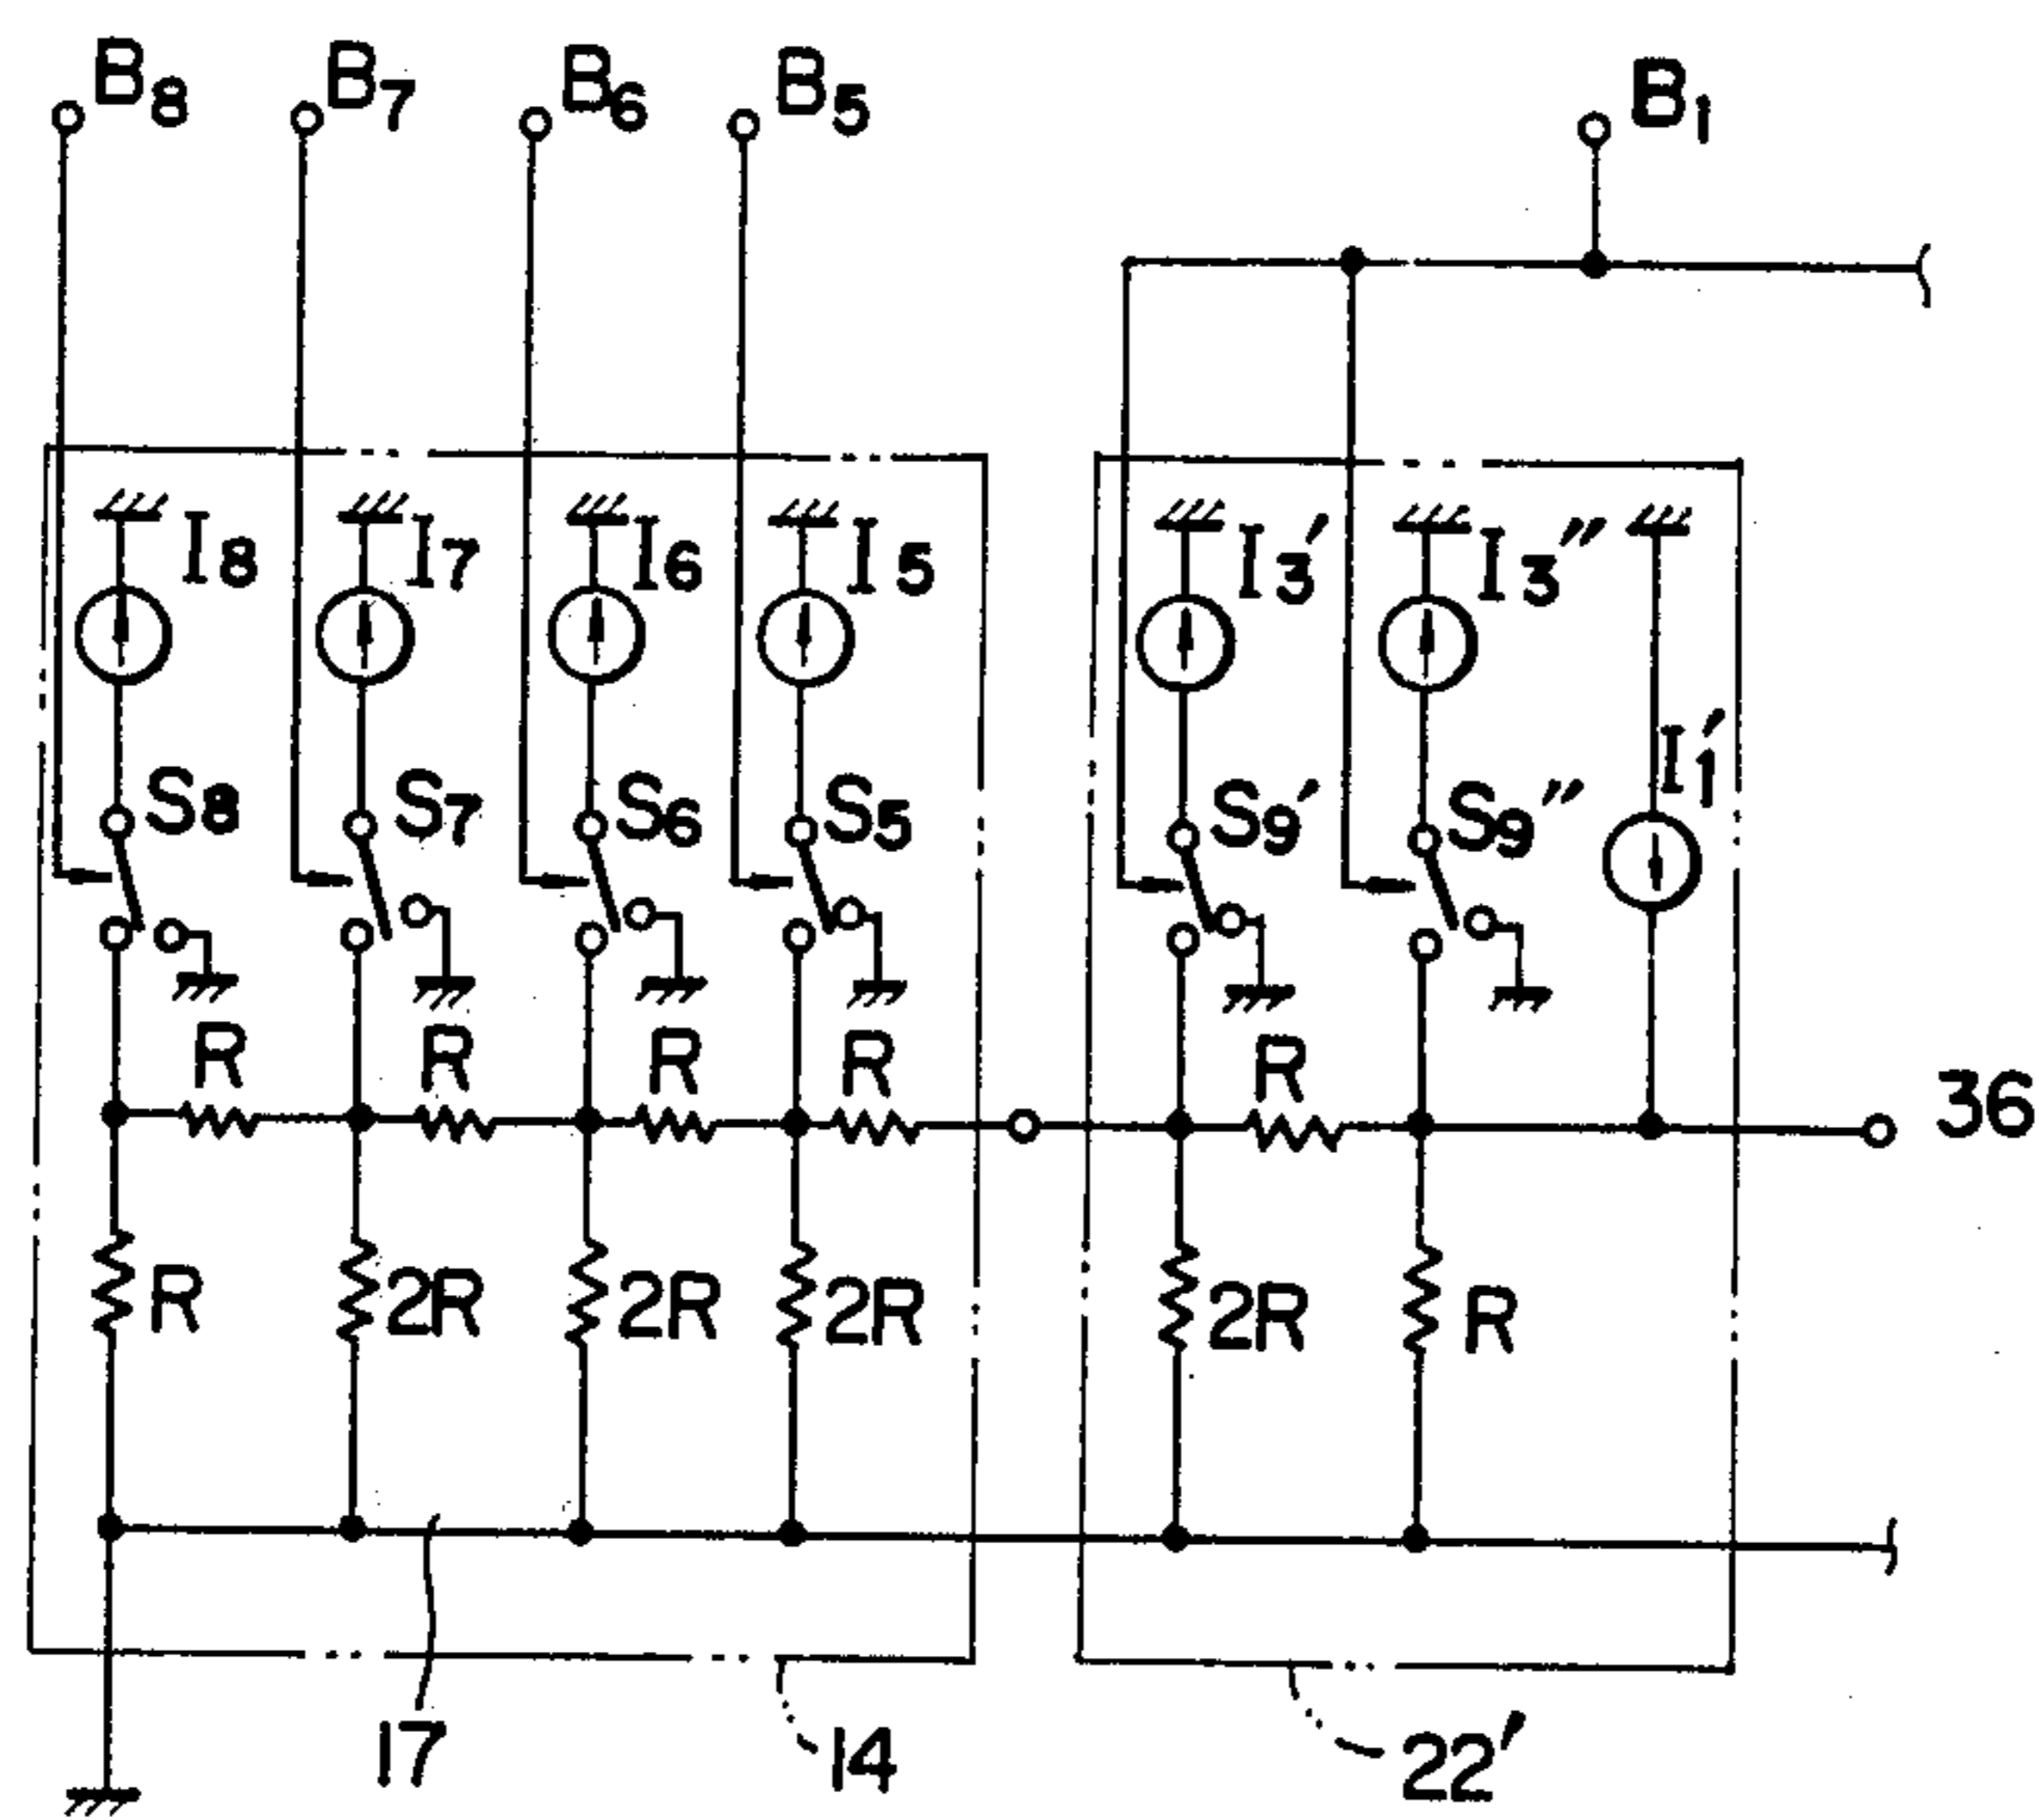 B8 B7 B6 B5 B1
I8 I7 I6 I5 I3′ I3″
I1′
S8 S7 S6 S5 S9′ S9″
R R R R R
36
R 2R 2R 2R 2R R
17 14 22′